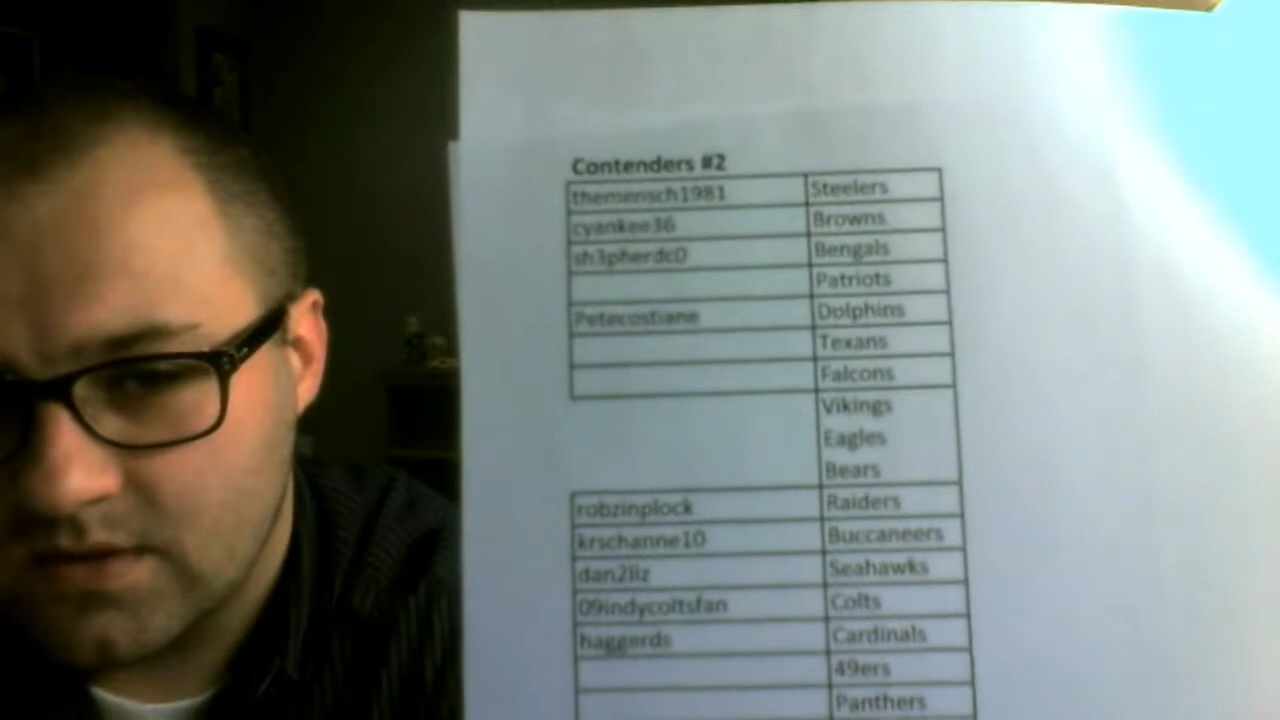 Contenders #2
themensch1981 Steelers
cyankee36 Browns
sh3pherdc0 Bengals
Patriots
Petecostiane Dolphins
Texans
Falcons
Vikings
Eagles
Bears
robzinplock Raiders
krschanne10 Buccaneers
dan2liz Seahawks
09indycoltsfan Colts
haggerds Cardinals
49ers
Panthers